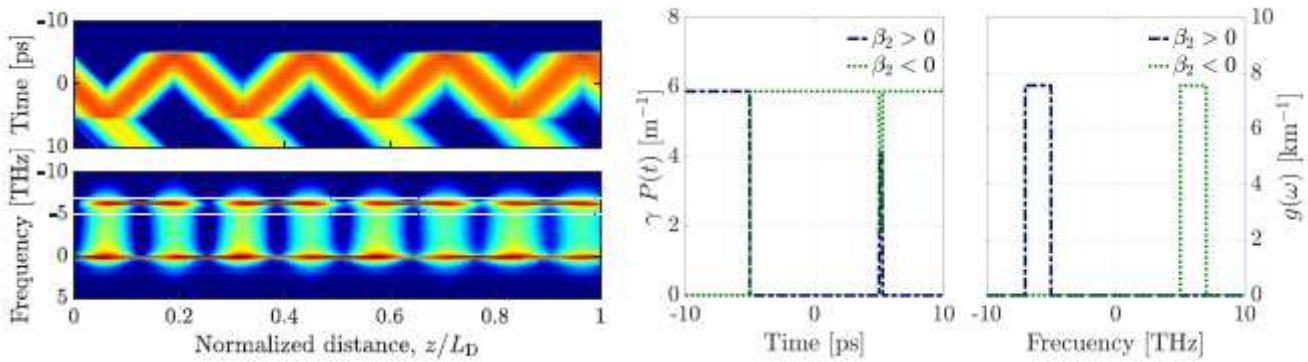 -10
0
10
Time [ps]
-10
-5
0
5
Frequency [THz]
0
0.2
0.4
0.6
0.8
1
Normalized distance, z/L_D
8
6
4
2
0
γ P(t) [m⁻¹]
β₂ > 0
β₂ < 0
-10
0
10
Time [ps]
β₂ > 0
β₂ < 0
10
8
6
4
2
0
g(ω) [km⁻¹]
-10
0
10
Frecuency [THz]